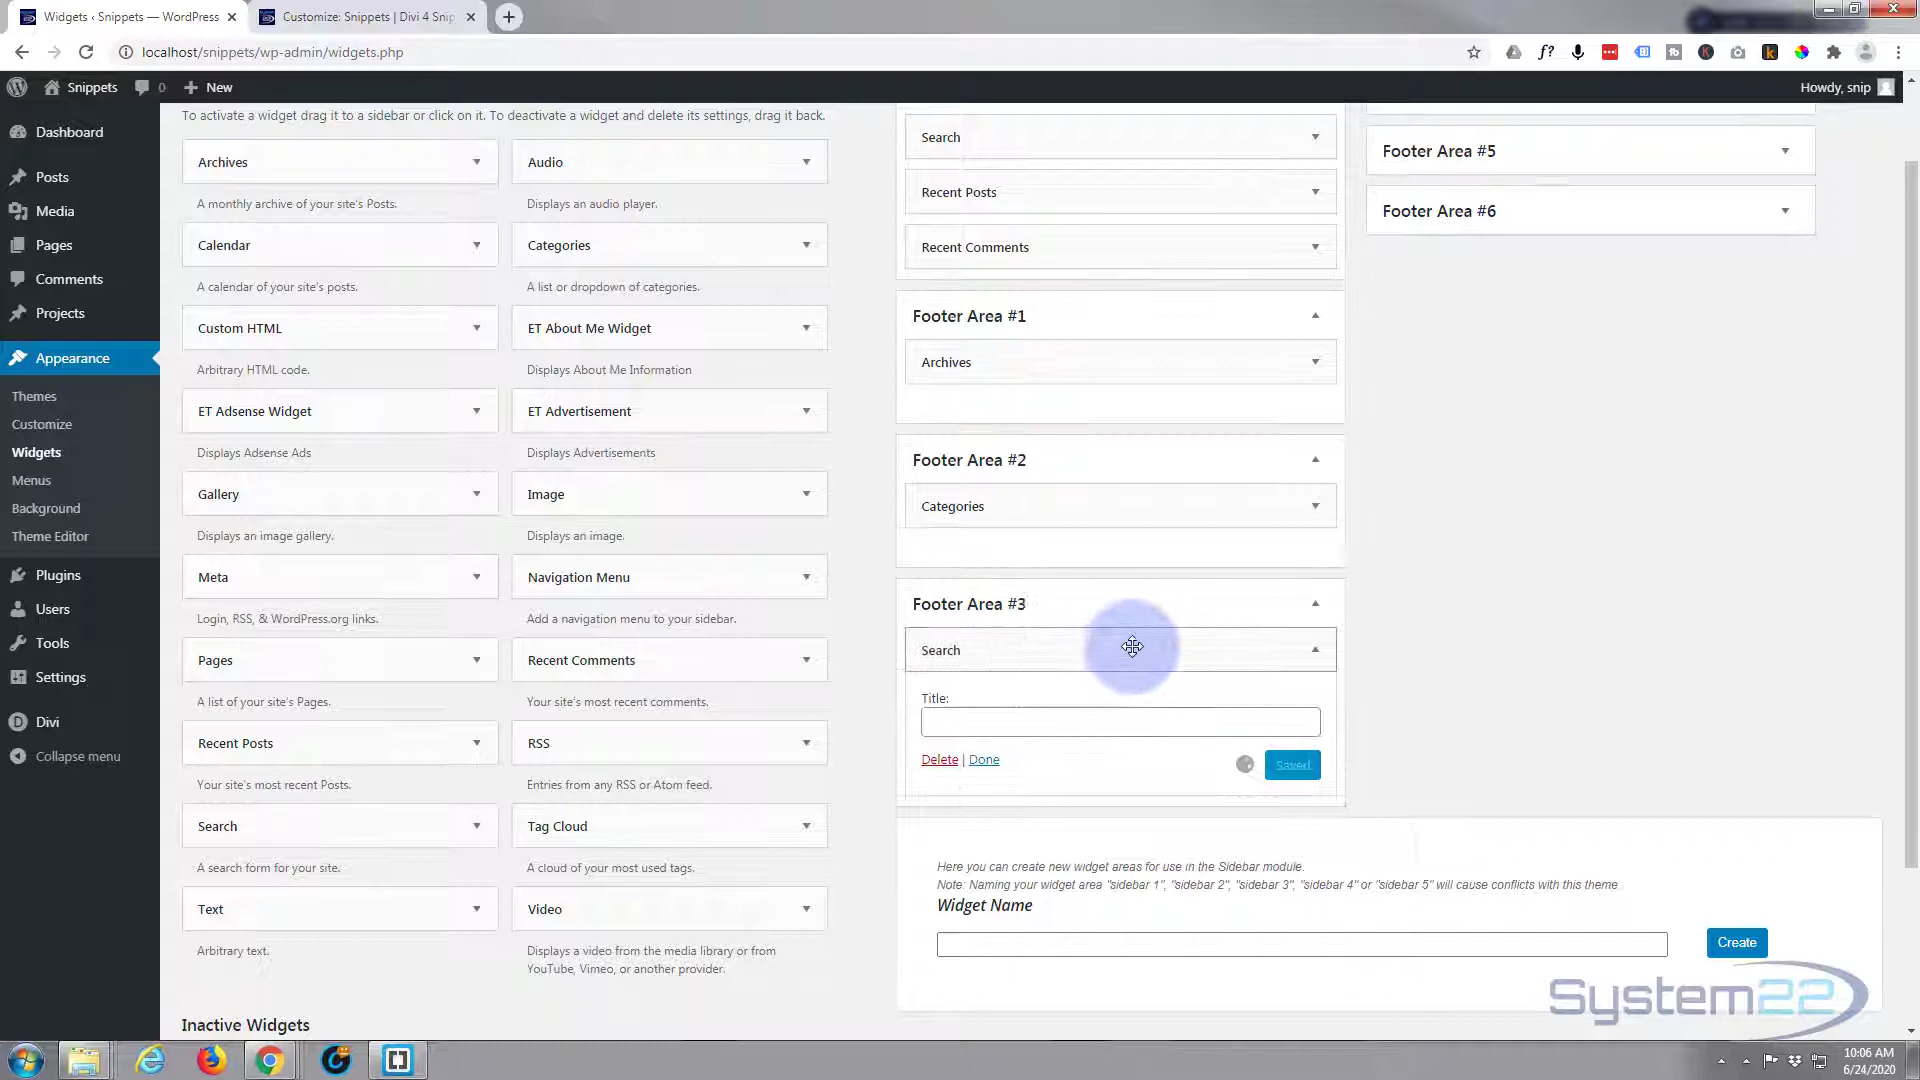 Widgets ‹ Snippets — WordPress
Customize: Snippets | Divi 4 Snip
localhost/snippets/wp-admin/widgets.php
Snippets
0
New
Howdy, snip
Dashboard
Posts
Media
Pages
Comments
Projects
Appearance
Themes
Customize
Widgets
Menus
Background
Theme Editor
Plugins
Users
Tools
Settings
Divi
Collapse menu
To activate a widget drag it to a sidebar or click on it. To deactivate a widget and delete its settings, drag it back.
Archives
A monthly archive of your site's Posts.
Audio
Displays an audio player.
Calendar
A calendar of your site's posts.
Categories
A list or dropdown of categories.
Custom HTML
Arbitrary HTML code.
ET About Me Widget
Displays About Me Information
ET Adsense Widget
Displays Adsense Ads
ET Advertisement
Displays Advertisements
Gallery
Displays an image gallery.
Image
Displays an image.
Meta
Login, RSS, & WordPress.org links.
Navigation Menu
Add a navigation menu to your sidebar.
Pages
A list of your site's Pages.
Recent Comments
Your site's most recent comments.
Recent Posts
Your site's most recent Posts.
RSS
Entries from any RSS or Atom feed.
Search
A search form for your site.
Tag Cloud
A cloud of your most used tags.
Text
Arbitrary text.
Video
Displays a video from the media library or from
YouTube, Vimeo, or another provider.
Inactive Widgets
Search
Recent Posts
Recent Comments
Footer Area #1
Archives
Footer Area #2
Categories
Footer Area #3
Search
Title:
Delete | Done
Saved
Footer Area #5
Footer Area #6
Here you can create new widget areas for use in the Sidebar module.
Note: Naming your widget area "sidebar 1", "sidebar 2", "sidebar 3", "sidebar 4" or "sidebar 5" will cause conflicts with this theme
Widget Name
Create
System22
10:06 AM
6/24/2020